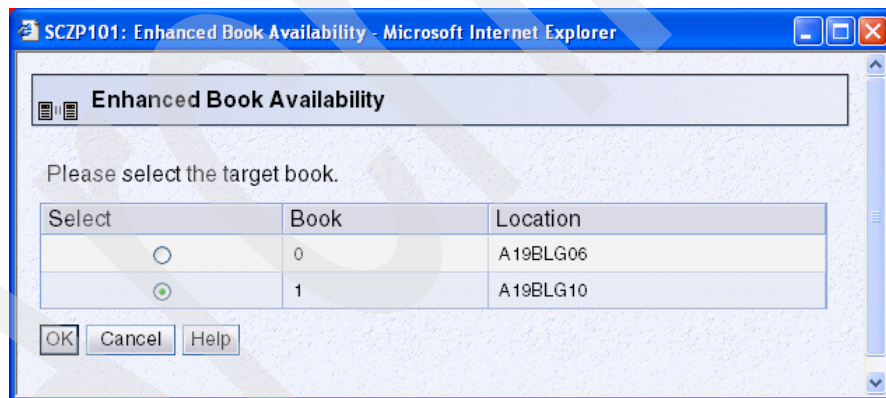 SCZP101: Enhanced Book Availability - Microsoft Internet Explorer
Enhanced Book Availability
Please select the target book.
Select Book Location
0 A19BLG06
1 A19BLG10
OK Cancel Help